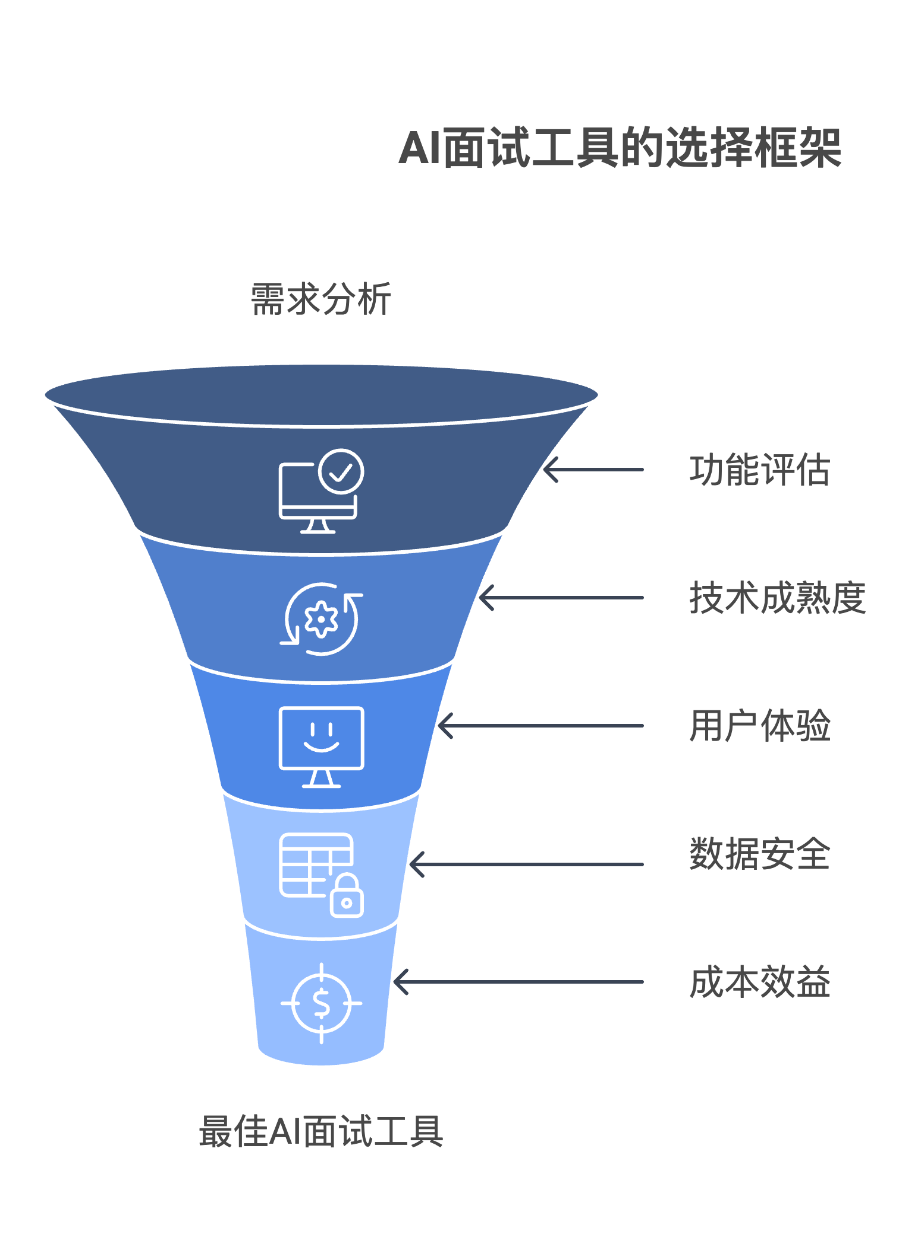 AI面试工具的选择框架
需求分析
功能评估
技术成熟度
用户体验
数据安全
$
成本效益
最佳AI面试工具